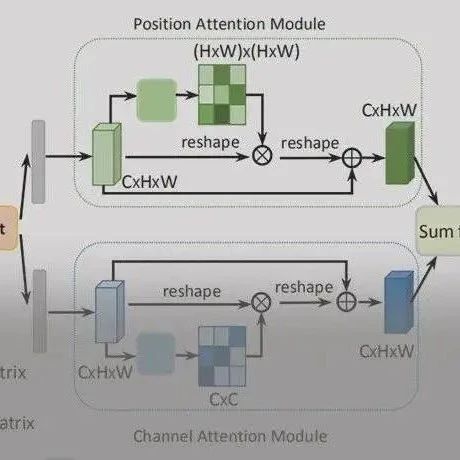 Position Attention Module
(HxW)x(HxW)
CxHxW
reshape
reshape
CxHxW
t
Sum f
reshape
reshape
CxHxW
CxHxW
CxC
trix
atrix
Channel Attention Module